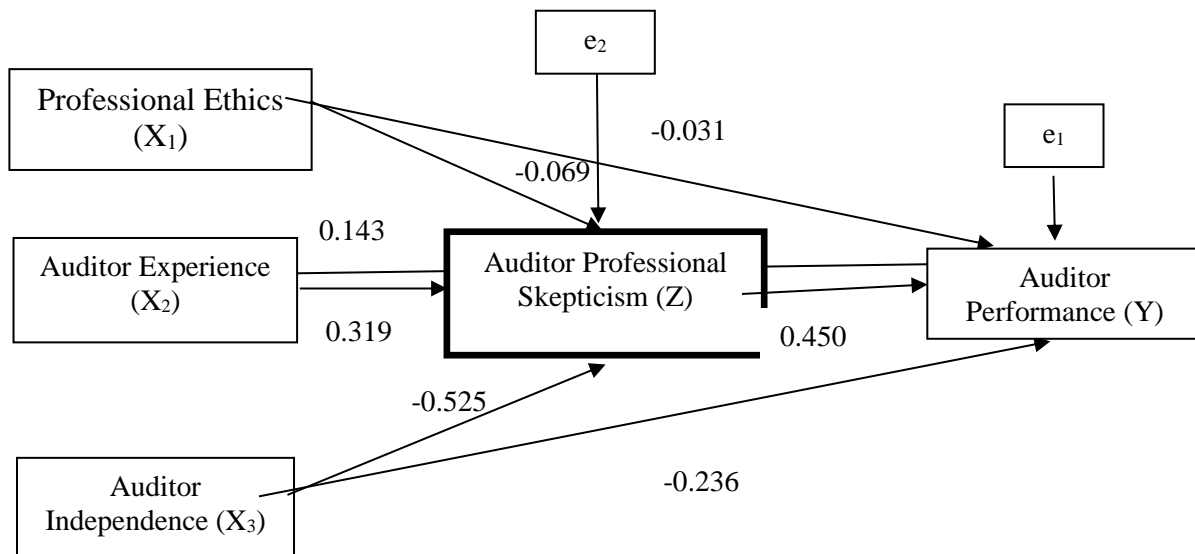 e₂
Professional Ethics
(X₁)
-0.031
e₁
-0.069
0.143
Auditor Experience
(X₂)
Auditor Professional
Skepticism (Z)
Auditor
Performance (Y)
0.319
0.450
-0.525
Auditor
Independence (X₃)
-0.236